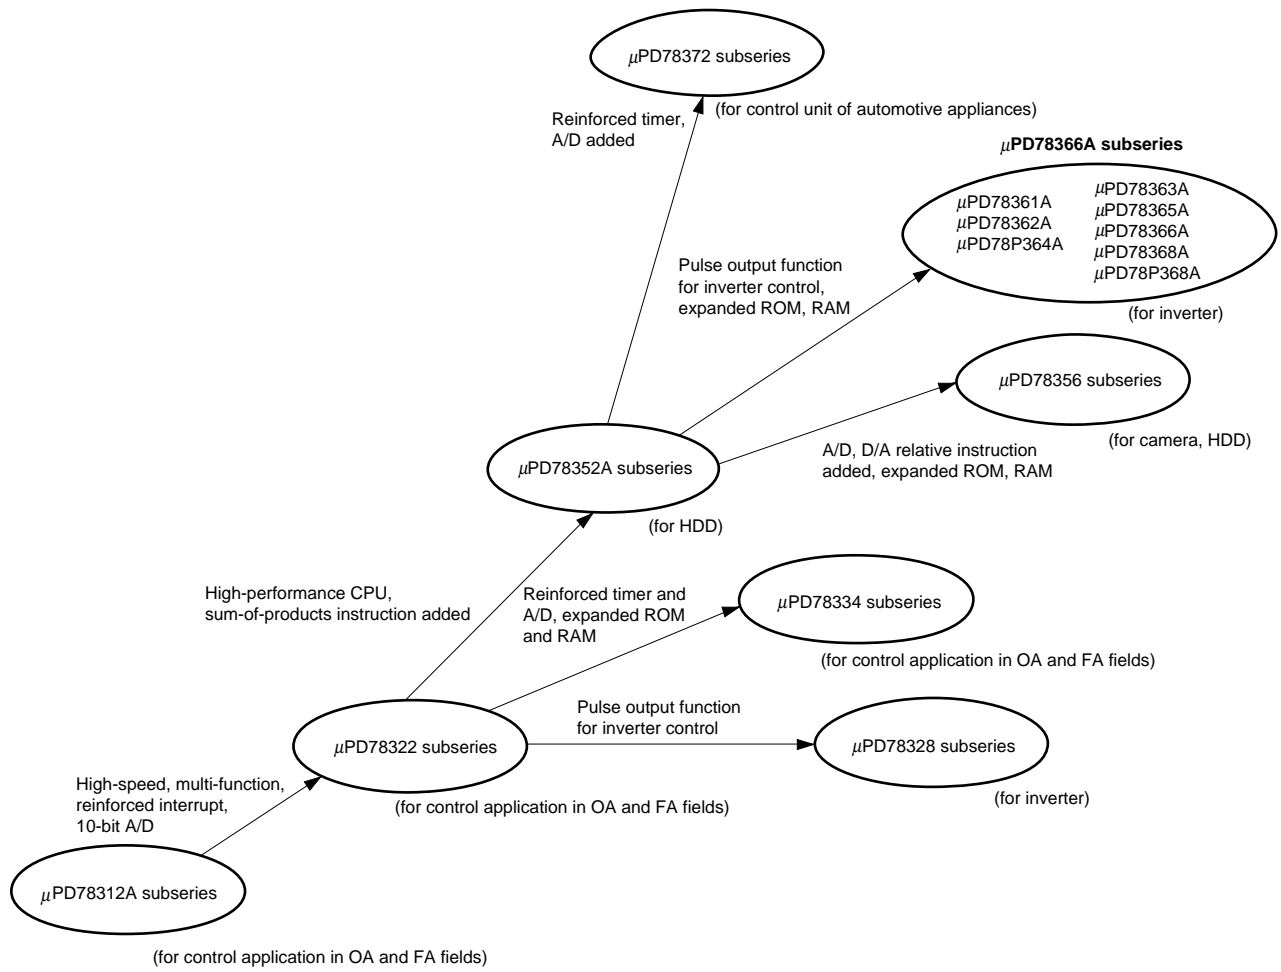 μPD78372 subseries
(for control unit of automotive appliances)
Reinforced timer,
A/D added
μPD78366A subseries
μPD78361A
μPD78362A
μPD78P364A
μPD78363A
μPD78365A
μPD78366A
μPD78368A
μPD78P368A
(for inverter)
Pulse output function
for inverter control,
expanded ROM, RAM
μPD78356 subseries
(for camera, HDD)
A/D, D/A relative instruction
added, expanded ROM, RAM
μPD78352A subseries
(for HDD)
High-performance CPU,
sum-of-products instruction added
Reinforced timer and
A/D, expanded ROM
and RAM
μPD78334 subseries
(for control application in OA and FA fields)
Pulse output function
for inverter control
μPD78328 subseries
(for inverter)
μPD78322 subseries
(for control application in OA and FA fields)
High-speed, multi-function,
reinforced interrupt,
10-bit A/D
μPD78312A subseries
(for control application in OA and FA fields)